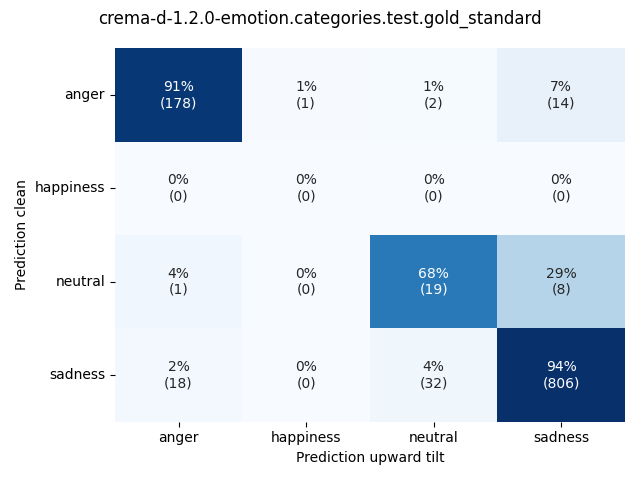 crema-d-1.2.0-emotion.categories.test.gold_standard
Prediction clean
anger
91%
(178)
1%
(1)
1%
(2)
7%
(14)
happiness
0%
(0)
0%
(0)
0%
(0)
0%
(0)
neutral
4%
(1)
0%
(0)
68%
(19)
29%
(8)
sadness
2%
(18)
0%
(0)
4%
(32)
94%
(806)
anger
happiness
neutral
sadness
Prediction upward tilt